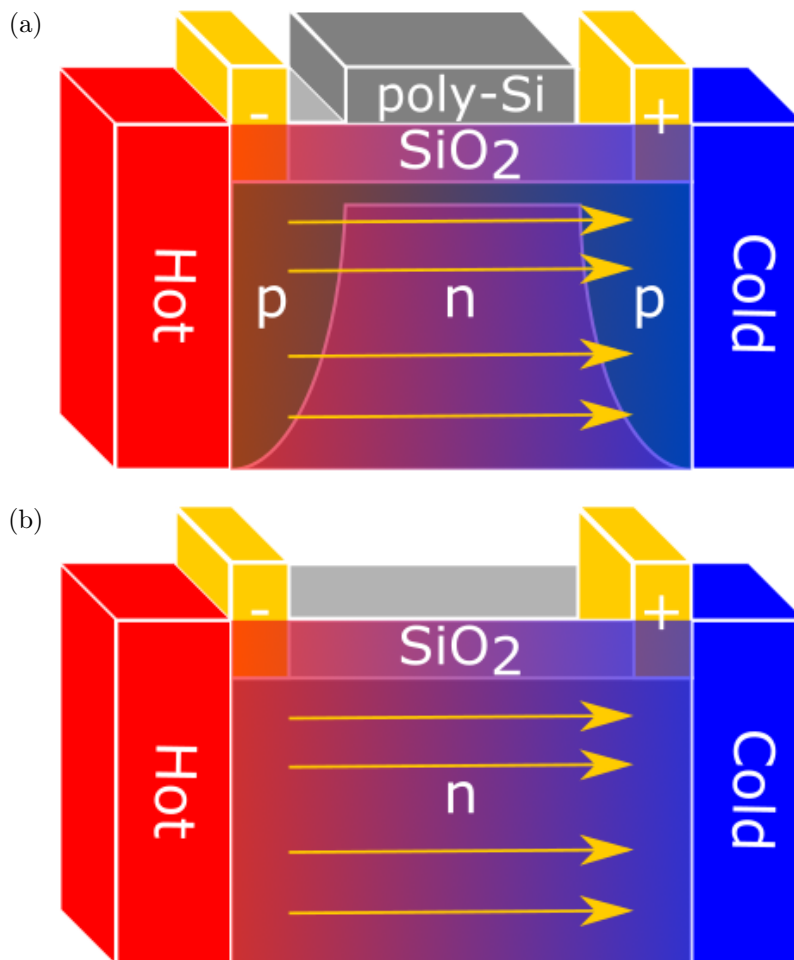 (a)
poly-Si
- +
SiO2
Hot
p n p
Cold
(b)
- +
SiO2
Hot
n
Cold